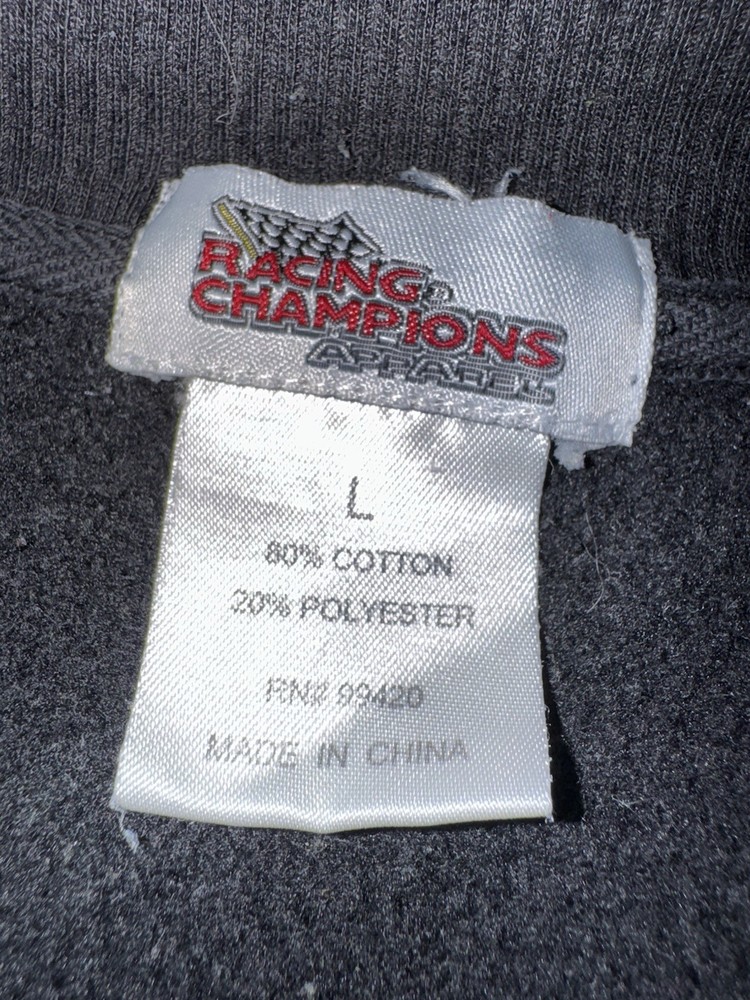 RACING®
CHAMPIONS
APPAREL
L
80% COTTON
20% POLYESTER
RN# 99420
MADE IN CHINA